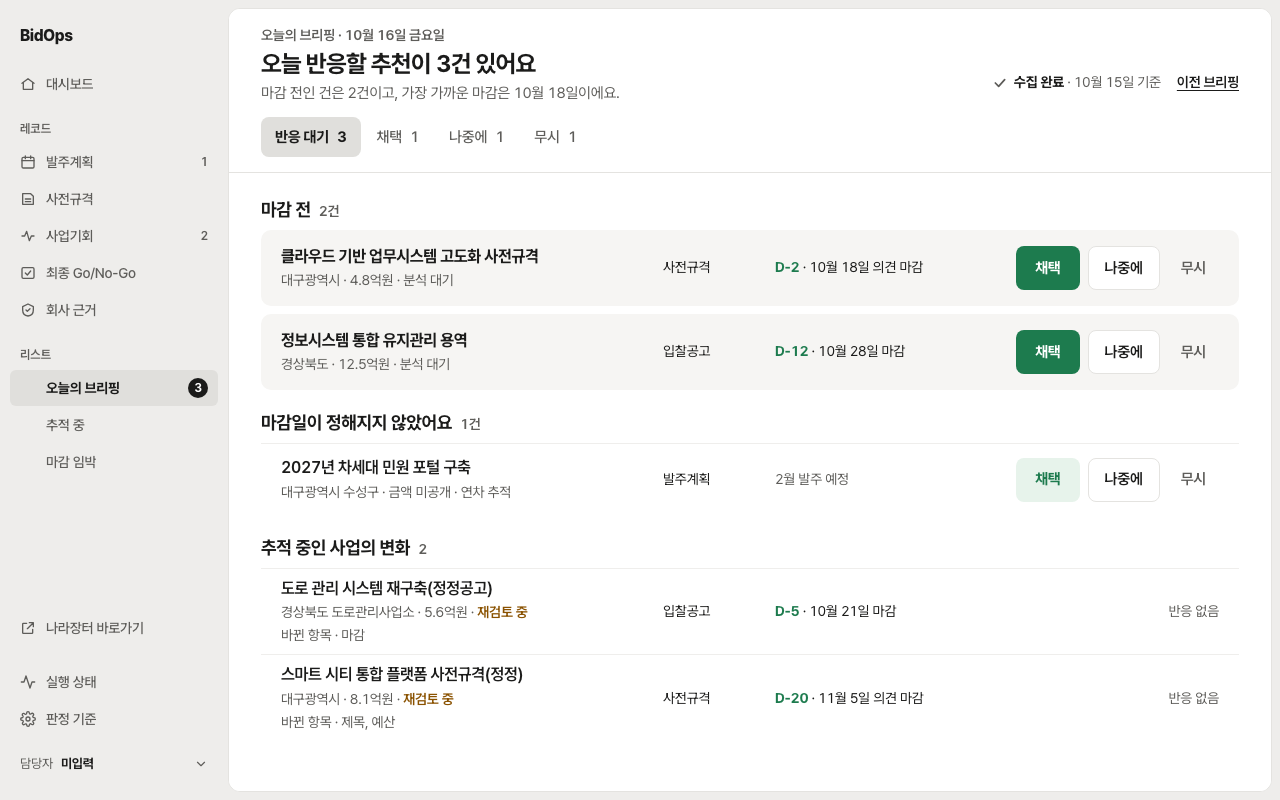 BidOps
대시보드
레코드
발주계획 1
사전규격
사업기회 2
최종 Go/No-Go
회사 근거
리스트
오늘의 브리핑 3
추적 중
마감 임박
나라장터 바로가기
실행 상태
판정 기준
담당자 미입력
오늘의 브리핑 · 10월 16일 금요일
오늘 반응할 추천이 3건 있어요
마감 전인 건은 2건이고, 가장 가까운 마감은 10월 18일이에요.
수집 완료 · 10월 15일 기준 이전 브리핑
반응 대기 3 채택 1 나중에 1 무시 1
마감 전 2건
클라우드 기반 업무시스템 고도화 사전규격
대구광역시 · 4.8억원 · 분석 대기
사전규격 D-2 · 10월 18일 의견 마감 채택 나중에 무시
정보시스템 통합 유지관리 용역
경상북도 · 12.5억원 · 분석 대기
입찰공고 D-12 · 10월 28일 마감 채택 나중에 무시
마감일이 정해지지 않았어요 1건
2027년 차세대 민원 포털 구축
대구광역시 수성구 · 금액 미공개 · 연차 추적
발주계획 2월 발주 예정 채택 나중에 무시
추적 중인 사업의 변화 2
도로 관리 시스템 재구축(정정공고)
경상북도 도로관리사업소 · 5.6억원 · 재검토 중
바뀐 항목 · 마감
입찰공고 D-5 · 10월 21일 마감 반응 없음
스마트 시티 통합 플랫폼 사전규격(정정)
대구광역시 · 8.1억원 · 재검토 중
바뀐 항목 · 제목, 예산
사전규격 D-20 · 11월 5일 의견 마감 반응 없음